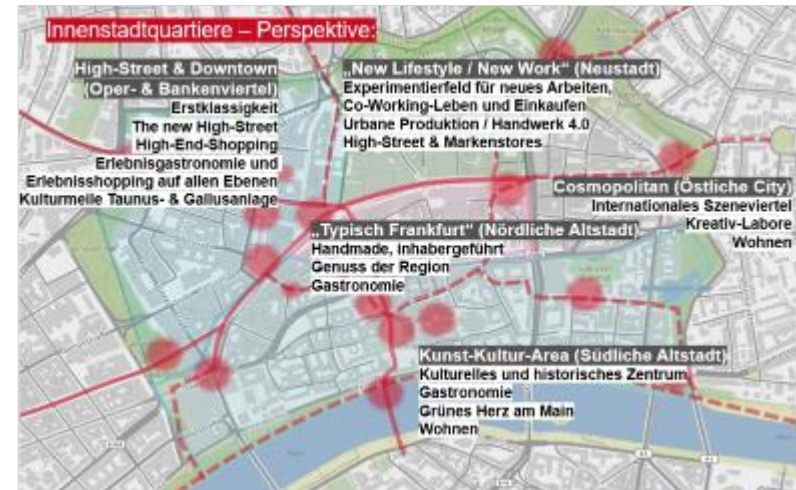 Innenstadtquartiere – Perspektive:
High-Street & Downtown
(Oper- & Bankenviertel)
Erstklassigkeit
The new High-Street
High-End-Shopping
Erlebnisgastronomie und
Erlebnisshopping auf allen Ebenen
Kulturmeile Taunus- & Gallusanlage
„New Lifestyle / New Work“ (Neustadt)
Experimentierfeld für neues Arbeiten,
Co-Working-Leben und Einkaufen
Urbane Produktion / Handwerk 4.0
High-Street & Markenstores
Cosmopolitan (Östliche City)
Internationales Szeneviertel
Kreativ-Labore
Wohnen
„Typisch Frankfurt“ (Nördliche Altstadt)
Handmade, inhabergeführt
Genuss der Region
Gastronomie
Kunst-Kultur-Area (Südliche Altstadt)
Kulturelles und historisches Zentrum
Gastronomie
Grünes Herz am Main
Wohnen